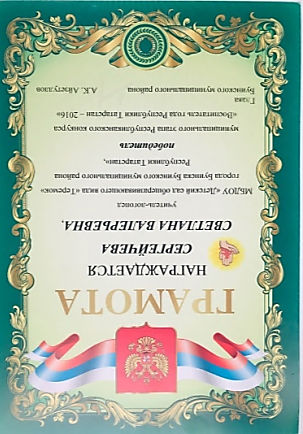 ГРАМОТА
НАГРАЖДАЕТСЯ
СЕРГЕЙЧЕВА
СВЕТЛАНА ВАЛЕРЬЕВНА,
учитель-логопед
МБДОУ «Детский сад общеразвивающего вида «Теремок»
города Буинска Буинского муниципального района
Республики Татарстан»,
победитель
муниципального этапа Республиканского конкурса
«Воспитатель года Республики Татарстан – 2016»
Глава
Буинского муниципального района А.К. Айзетуллов